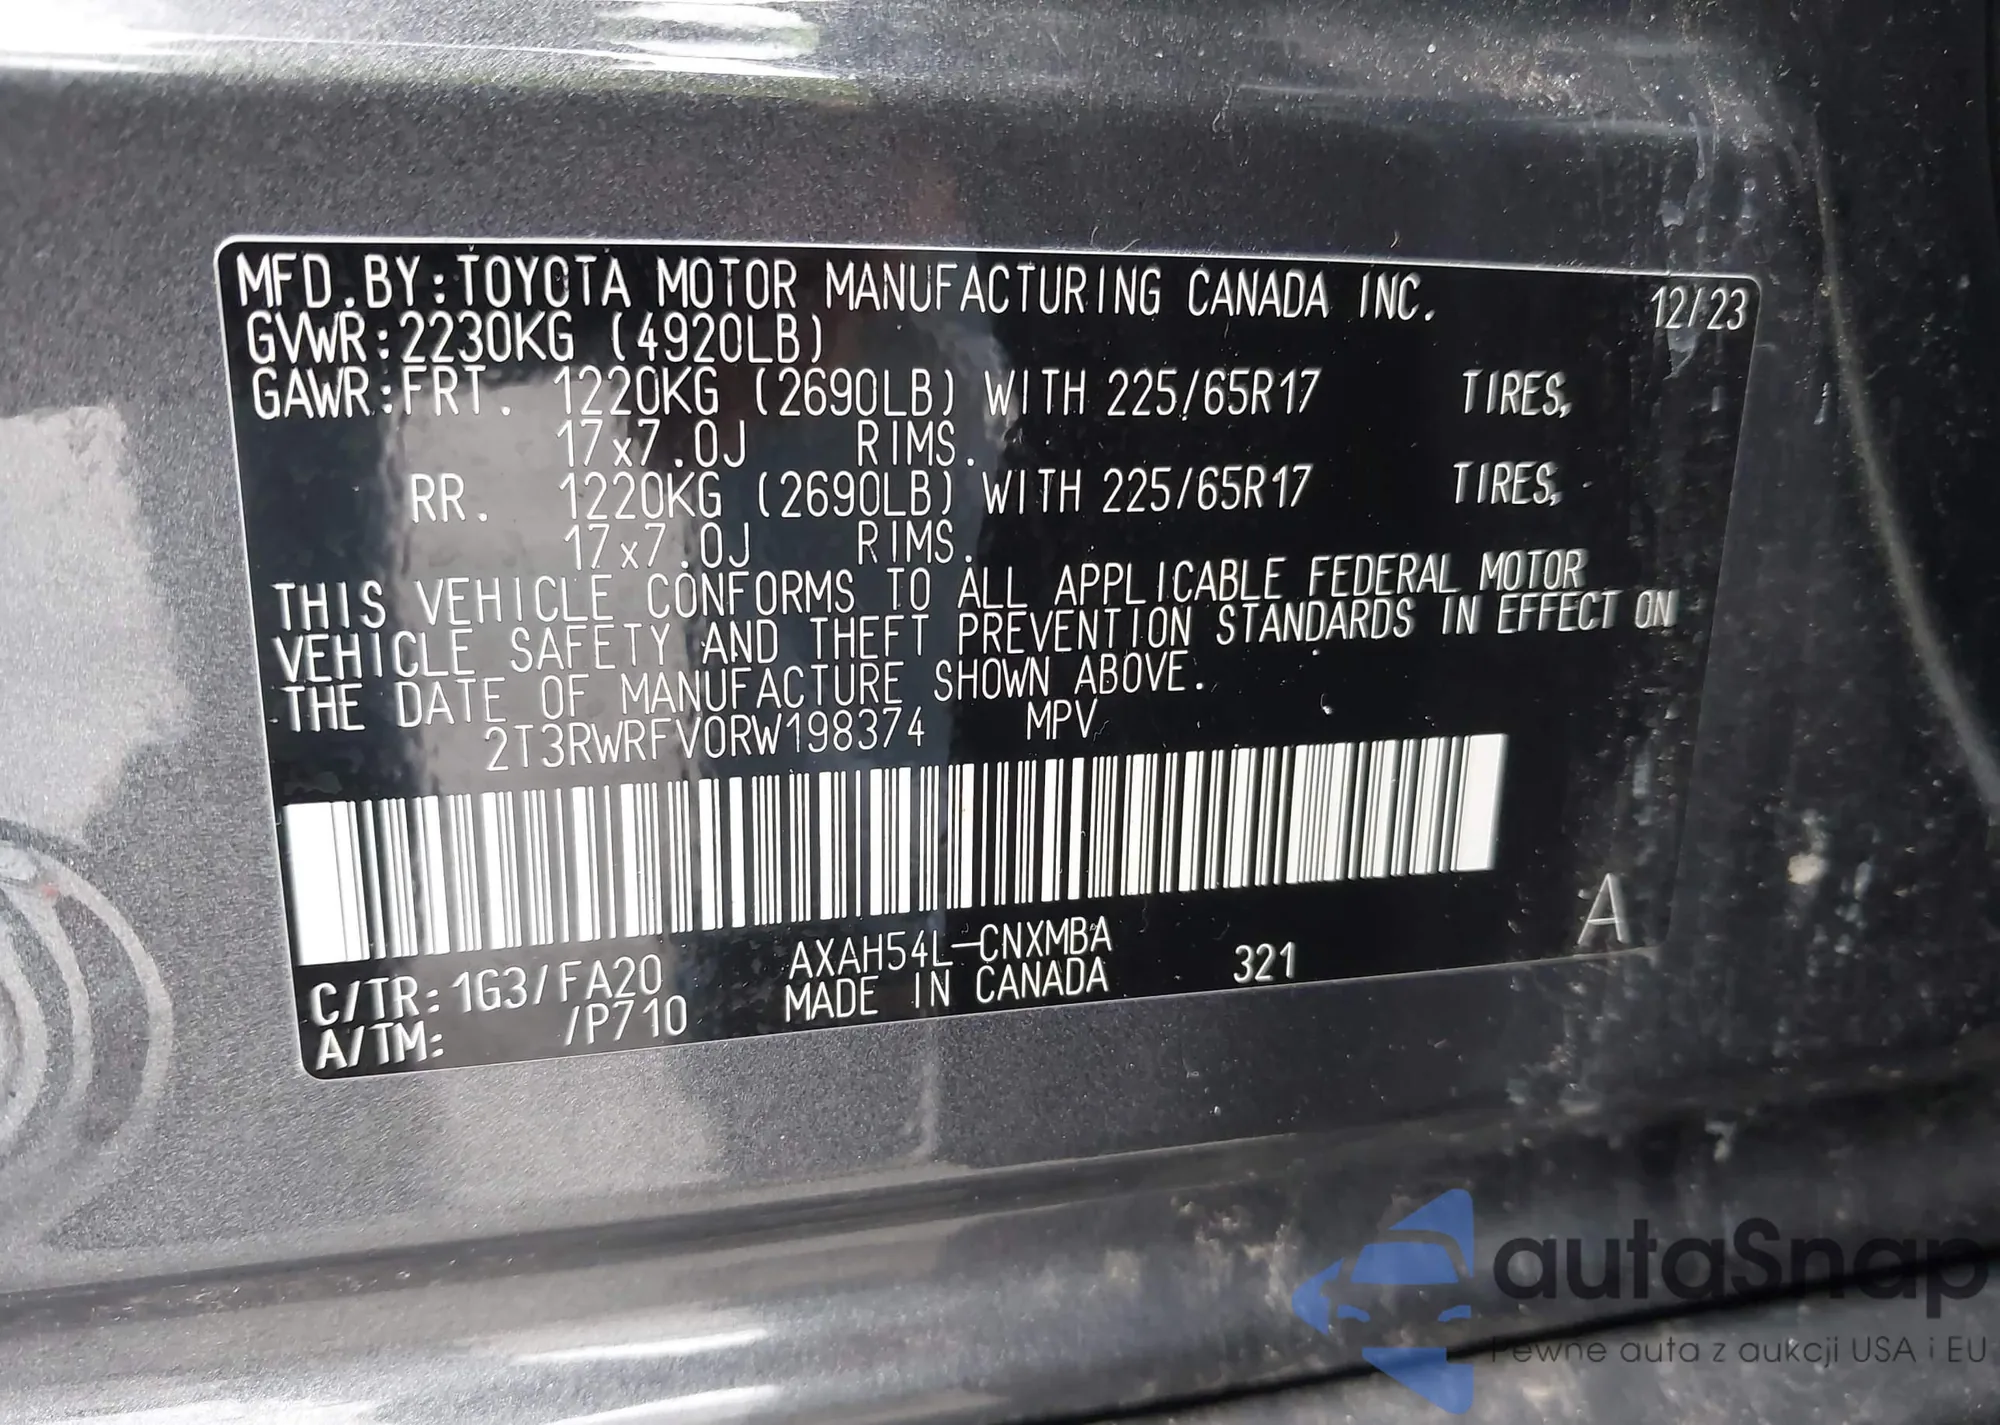 MFD.BY:TOYOTA MOTOR MANUFACTURING CANADA INC. 12/23
GVWR:2230KG (4920LB)
GAWR:FRT. 1220KG (2690LB) WITH 225/65R17 TIRES,
17x7.0J RIMS.
RR. 1220KG (2690LB) WITH 225/65R17 TIRES,
17x7.0J RIMS.
THIS VEHICLE CONFORMS TO ALL APPLICABLE FEDERAL MOTOR
VEHICLE SAFETY AND THEFT PREVENTION STANDARDS IN EFFECT ON
THE DATE OF MANUFACTURE SHOWN ABOVE.
2T3RWRFV0RW198374 MPV
C/TR:1G3/FA20 AXAH54L-CNXMBA 321 A
A/TM: /P710 MADE IN CANADA
autoSnap
Pewne auta z aukcji USA i EU